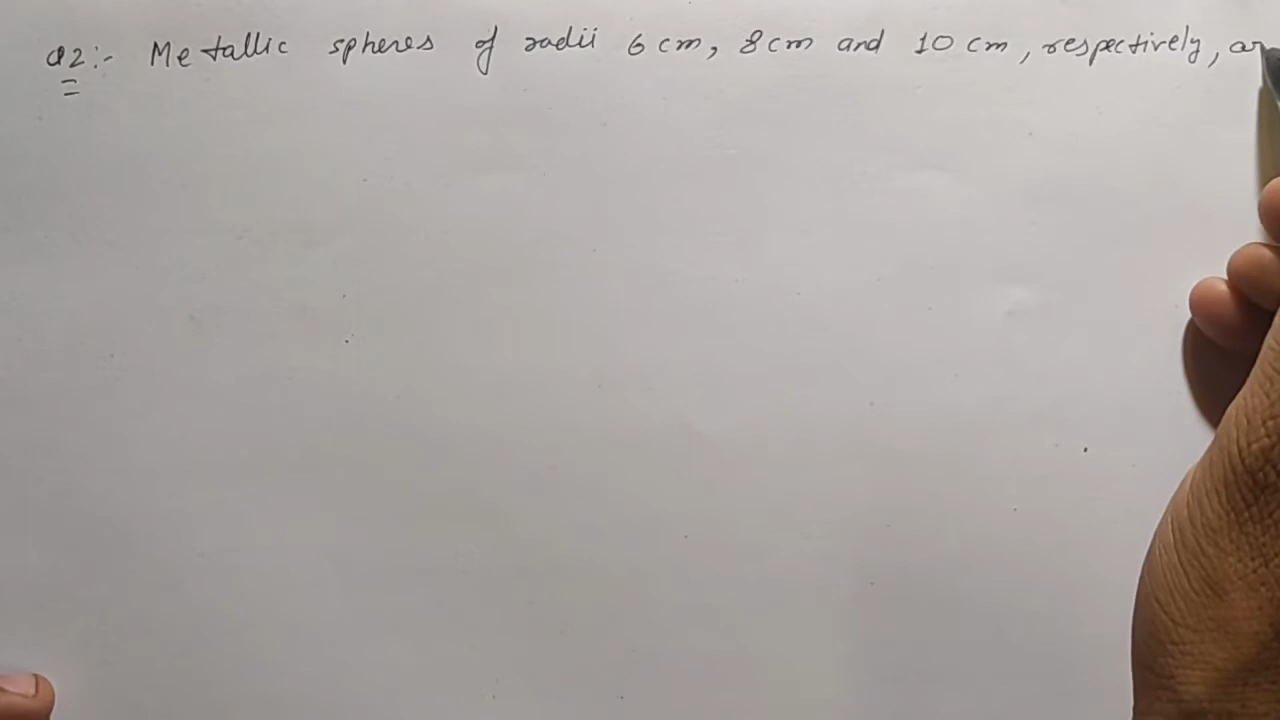 Q2:- Metallic spheres of radii 6 cm, 8 cm and 10 cm, respectively,